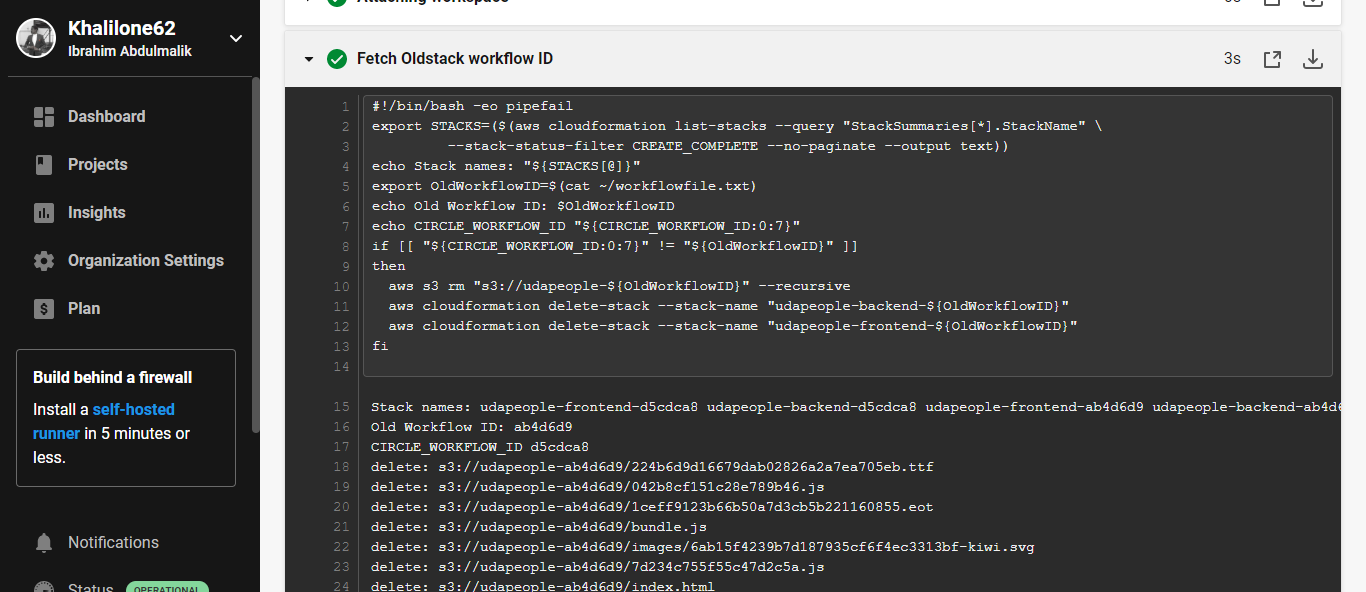 Khalilone62
Ibrahim Abdulmalik
Dashboard
Projects
Insights
Organization Settings
$ Plan
Build behind a firewall
Install a self-hosted
runner in 5 minutes or
less.
Notifications
Status OPERATIONAL
Attaching workspace
Fetch Oldstack workflow ID 3s
1 #!/bin/bash -eo pipefail
2 export STACKS=($(aws cloudformation list-stacks --query "StackSummaries[*].StackName" \
3 --stack-status-filter CREATE_COMPLETE --no-paginate --output text))
4 echo Stack names: "${STACKS[@]}"
5 export OldWorkflowID=$(cat ~/workflowfile.txt)
6 echo Old Workflow ID: $OldWorkflowID
7 echo CIRCLE_WORKFLOW_ID "${CIRCLE_WORKFLOW_ID:0:7}"
8 if [[ "${CIRCLE_WORKFLOW_ID:0:7}" != "${OldWorkflowID}" ]]
9 then
10 aws s3 rm "s3://udapeople-${OldWorkflowID}" --recursive
11 aws cloudformation delete-stack --stack-name "udapeople-backend-${OldWorkflowID}"
12 aws cloudformation delete-stack --stack-name "udapeople-frontend-${OldWorkflowID}"
13 fi
14
15 Stack names: udapeople-frontend-d5cdca8 udapeople-backend-d5cdca8 udapeople-frontend-ab4d6d9 udapeople-backend-ab4d6
16 Old Workflow ID: ab4d6d9
17 CIRCLE_WORKFLOW_ID d5cdca8
18 delete: s3://udapeople-ab4d6d9/224b6d9d16679dab02826a2a7ea705eb.ttf
19 delete: s3://udapeople-ab4d6d9/042b8cf151c28e789b46.js
20 delete: s3://udapeople-ab4d6d9/1ceff9123b66b50a7d3cb5b221160855.eot
21 delete: s3://udapeople-ab4d6d9/bundle.js
22 delete: s3://udapeople-ab4d6d9/images/6ab15f4239b7d187935cf6f4ec3313bf-kiwi.svg
23 delete: s3://udapeople-ab4d6d9/7d234c755f55c47d2c5a.js
24 delete: s3://udapeople-ab4d6d9/index.html